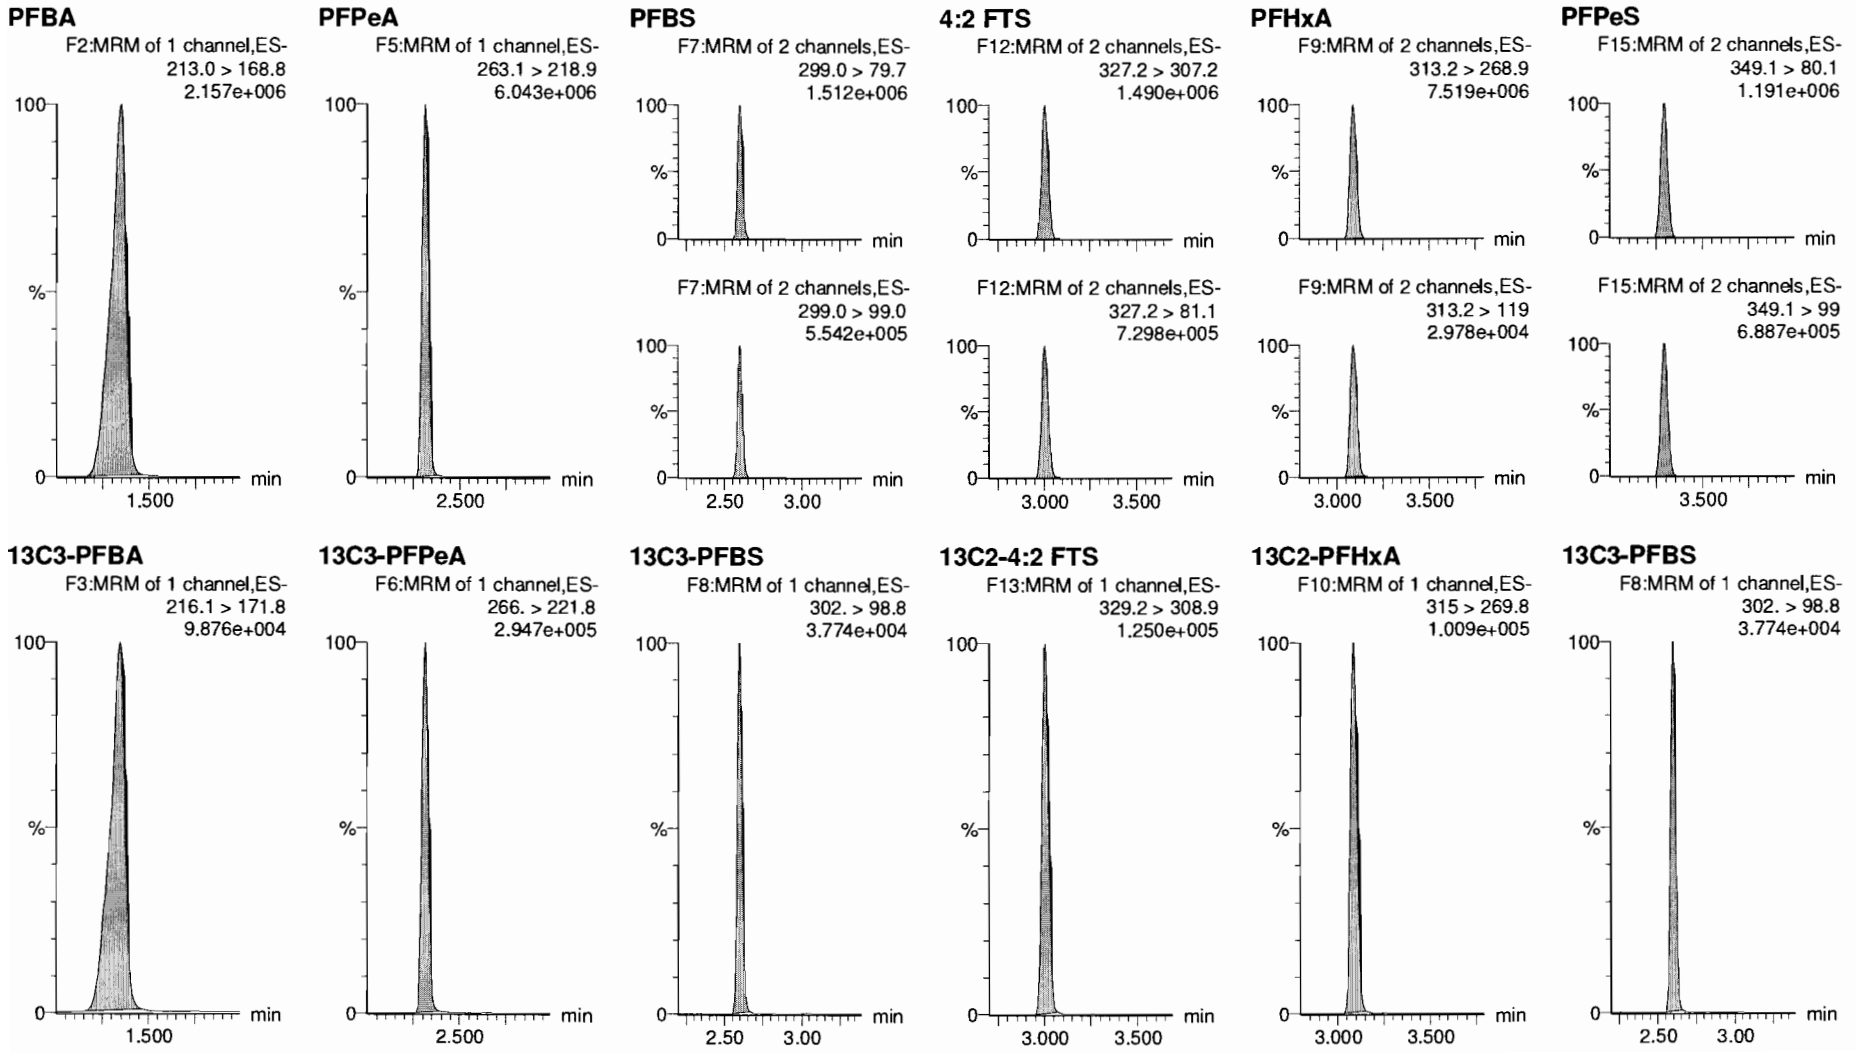 PFBA
F2:MRM of 1 channel,ES-
213.0 > 168.8
2.157e+006
100
%
0
min
1.500
PFPeA
F5:MRM of 1 channel,ES-
263.1 > 218.9
6.043e+006
100
%
0
min
2.500
PFBS
F7:MRM of 2 channels,ES-
299.0 > 79.7
1.512e+006
100
%
0
min
F7:MRM of 2 channels,ES-
299.0 > 99.0
5.542e+005
100
%
0
min
2.50 3.00
4:2 FTS
F12:MRM of 2 channels,ES-
327.2 > 307.2
1.490e+006
100
%
0
min
F12:MRM of 2 channels,ES-
327.2 > 81.1
7.298e+005
100
%
0
min
3.000 3.500
PFHxA
F9:MRM of 2 channels,ES-
313.2 > 268.9
7.519e+006
100
%
0
min
F9:MRM of 2 channels,ES-
313.2 > 119
2.978e+004
100
%
0
min
3.000 3.500
PFPeS
F15:MRM of 2 channels,ES-
349.1 > 80.1
1.191e+006
100
%
0
min
F15:MRM of 2 channels,ES-
349.1 > 99
6.887e+005
100
%
0
min
3.500
13C3-PFBA
F3:MRM of 1 channel,ES-
216.1 > 171.8
9.876e+004
100
%
0
min
1.500
13C3-PFPeA
F6:MRM of 1 channel,ES-
266. > 221.8
2.947e+005
100
%
0
min
2.500
13C3-PFBS
F8:MRM of 1 channel,ES-
302. > 98.8
3.774e+004
100
%
0
min
2.50 3.00
13C2-4:2 FTS
F13:MRM of 1 channel,ES-
329.2 > 308.9
1.250e+005
100
%
0
min
3.000 3.500
13C2-PFHxA
F10:MRM of 1 channel,ES-
315 > 269.8
1.009e+005
100
%
0
min
3.000 3.500
13C3-PFBS
F8:MRM of 1 channel,ES-
302. > 98.8
3.774e+004
100
%
0
min
2.50 3.00